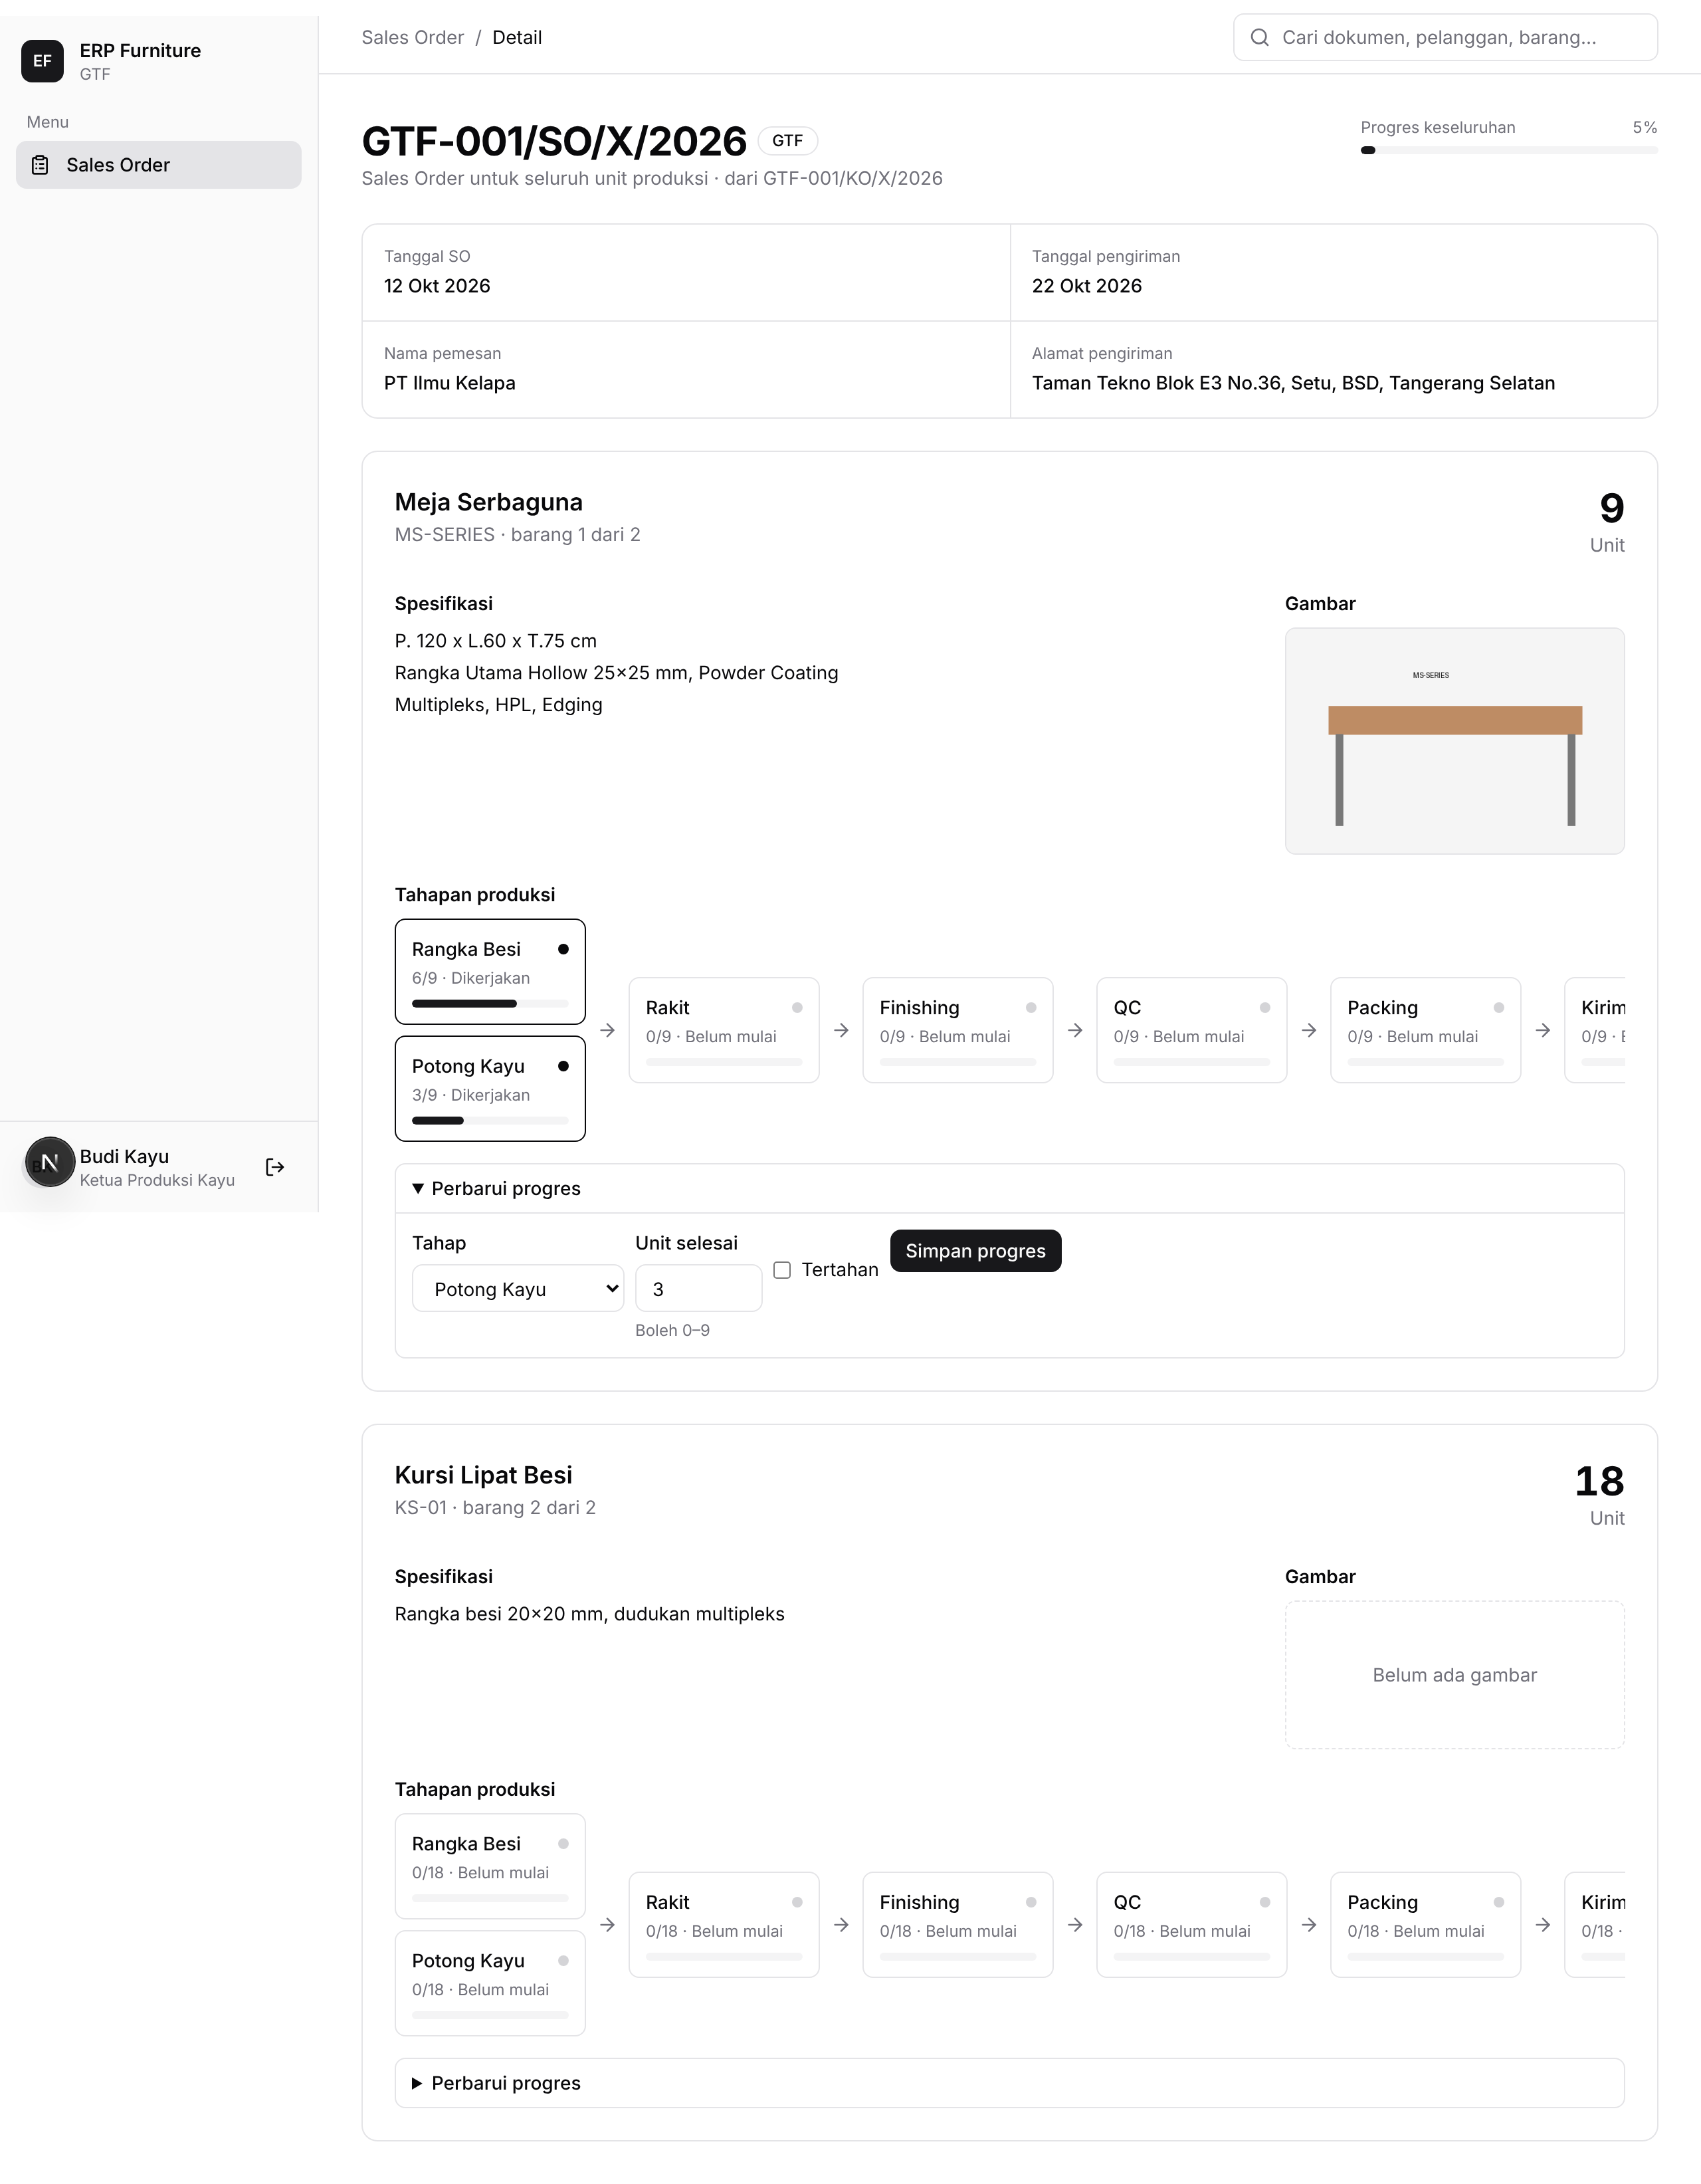 EF
ERP Furniture
GTF
Menu
Sales Order
Budi Kayu
Ketua Produksi Kayu
N
Sales Order / Detail
Cari dokumen, pelanggan, barang...
GTF-001/SO/X/2026 GTF
Sales Order untuk seluruh unit produksi · dari GTF-001/KO/X/2026
Progres keseluruhan 5%
Tanggal SO
12 Okt 2026
Tanggal pengiriman
22 Okt 2026
Nama pemesan
PT Ilmu Kelapa
Alamat pengiriman
Taman Tekno Blok E3 No.36, Setu, BSD, Tangerang Selatan
Meja Serbaguna
MS-SERIES · barang 1 dari 2
9
Unit
Spesifikasi
P. 120 x L.60 x T.75 cm
Rangka Utama Hollow 25×25 mm, Powder Coating
Multipleks, HPL, Edging
Gambar
MS-SERIES
Tahapan produksi
Rangka Besi
6/9 · Dikerjakan
Potong Kayu
3/9 · Dikerjakan
Rakit
0/9 · Belum mulai
Finishing
0/9 · Belum mulai
QC
0/9 · Belum mulai
Packing
0/9 · Belum mulai
Kirim
0/9 ·
Perbarui progres
Tahap
Potong Kayu
Unit selesai
3
Boleh 0–9
Tertahan
Simpan progres
Kursi Lipat Besi
KS-01 · barang 2 dari 2
18
Unit
Spesifikasi
Rangka besi 20×20 mm, dudukan multipleks
Gambar
Belum ada gambar
Tahapan produksi
Rangka Besi
0/18 · Belum mulai
Potong Kayu
0/18 · Belum mulai
Rakit
0/18 · Belum mulai
Finishing
0/18 · Belum mulai
QC
0/18 · Belum mulai
Packing
0/18 · Belum mulai
Kirim
0/18 ·
Perbarui progres